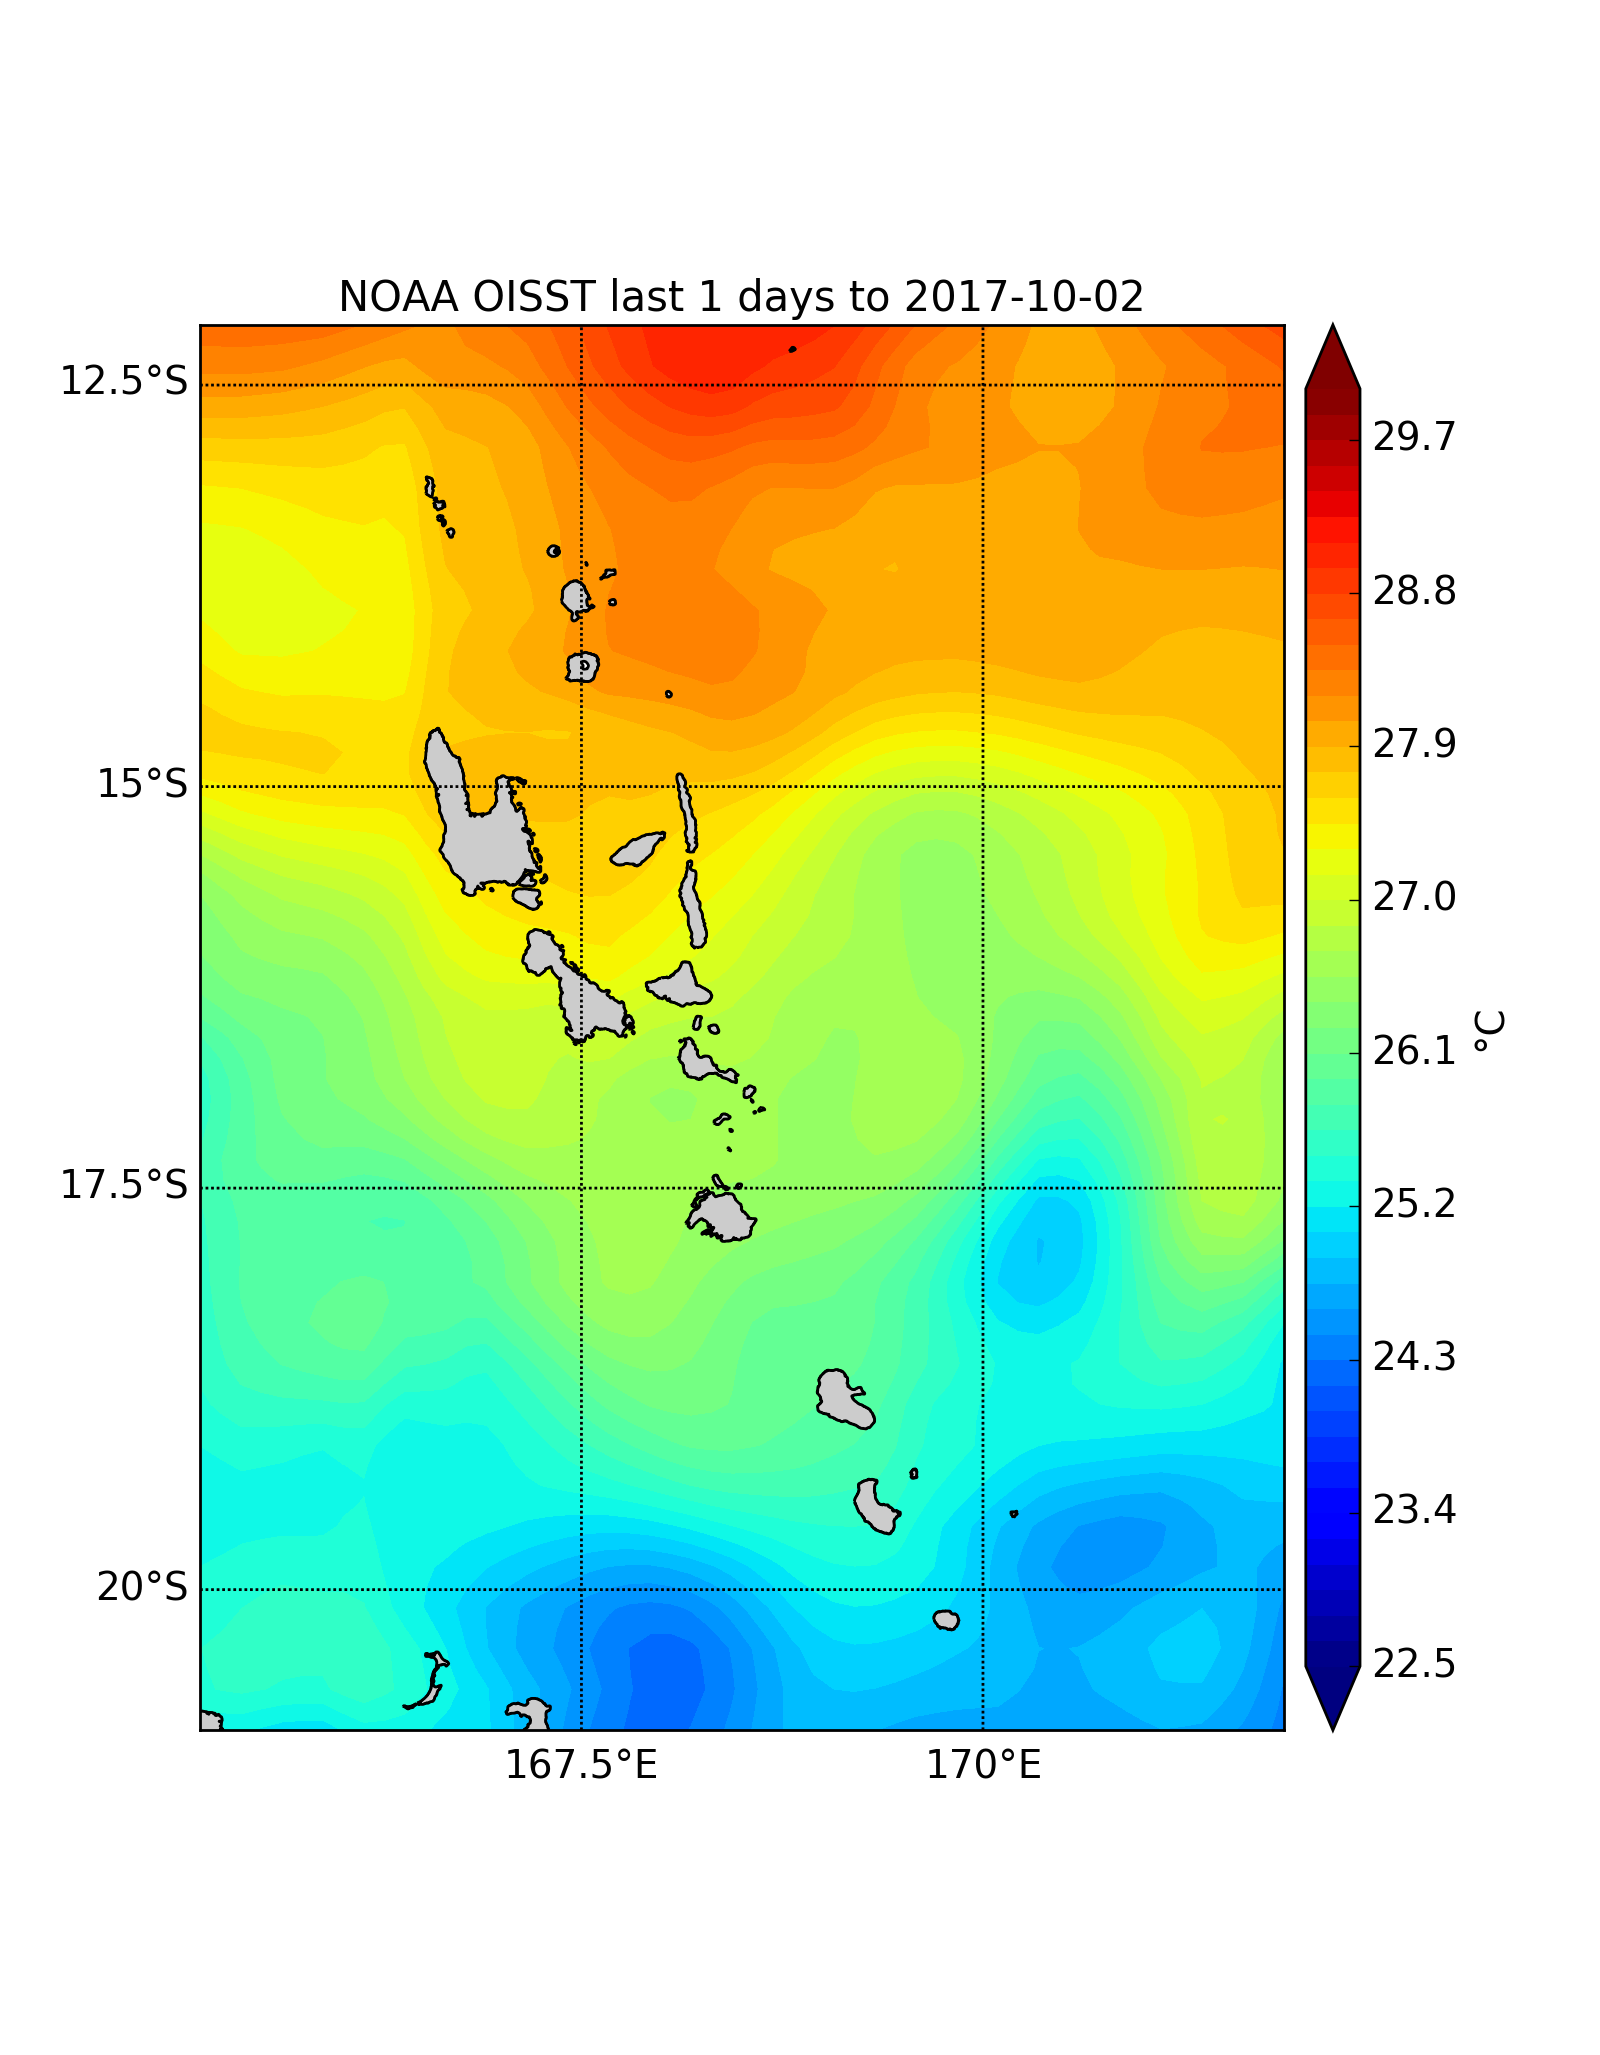 NOAA OISST last 1 days to 2017-10-02
12.5°S
15°S
17.5°S
20°S
167.5°E
170°E
29.7
28.8
27.9
27.0
26.1
25.2
24.3
23.4
22.5
°C